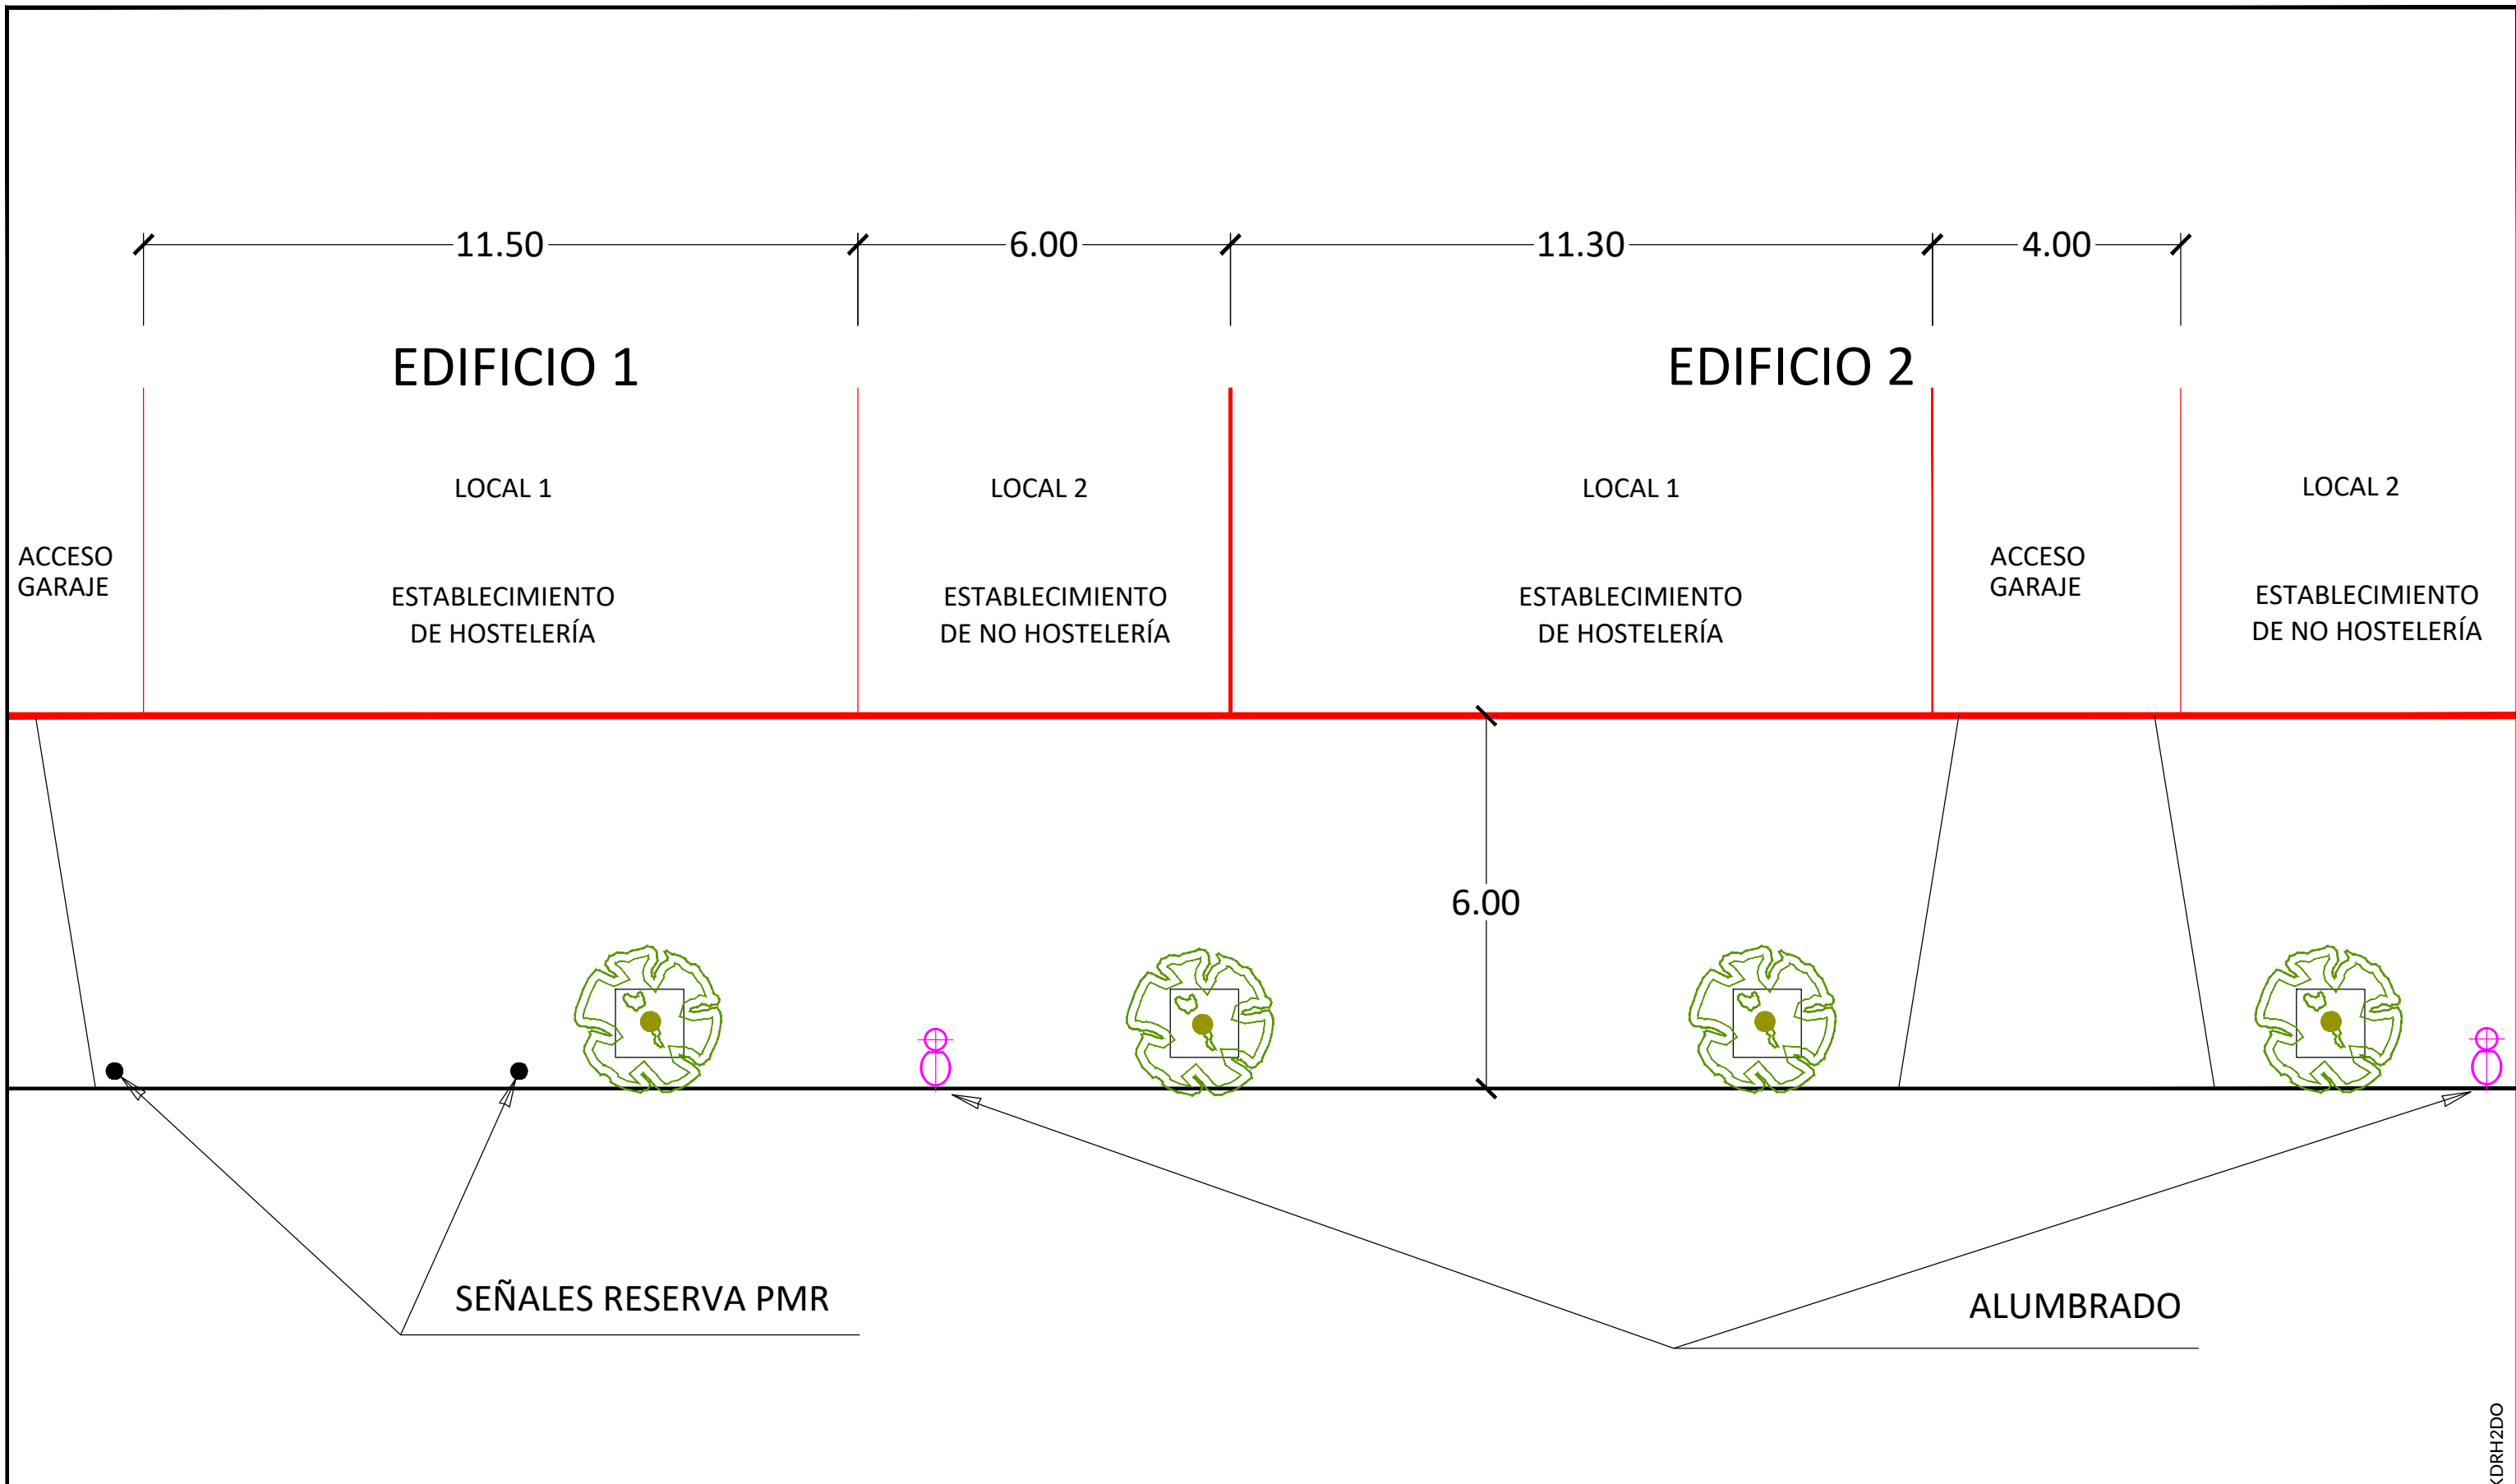 11.50
6.00
11.30
4.00
EDIFICIO 1
EDIFICIO 2
LOCAL 1
LOCAL 2
LOCAL 1
LOCAL 2
ACCESO
GARAJE
ESTABLECIMIENTO
DE HOSTELERÍA
ESTABLECIMIENTO
DE NO HOSTELERÍA
ESTABLECIMIENTO
DE HOSTELERÍA
ACCESO
GARAJE
ESTABLECIMIENTO
DE NO HOSTELERÍA
6.00
SEÑALES RESERVA PMR
ALUMBRADO